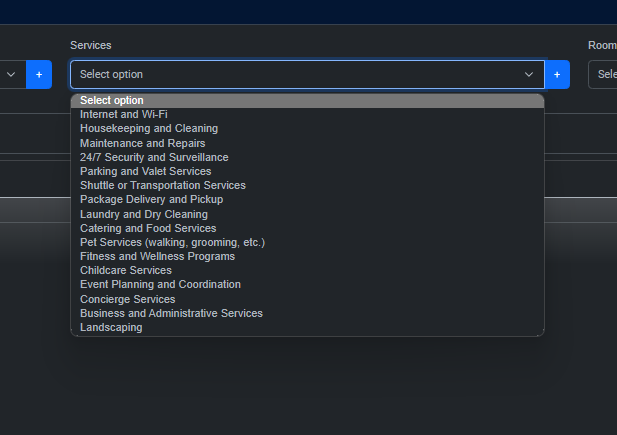 Services
Room
+
Select option
+
Sele
Select option
Internet and Wi-Fi
Housekeeping and Cleaning
Maintenance and Repairs
24/7 Security and Surveillance
Parking and Valet Services
Shuttle or Transportation Services
Package Delivery and Pickup
Laundry and Dry Cleaning
Catering and Food Services
Pet Services (walking, grooming, etc.)
Fitness and Wellness Programs
Childcare Services
Event Planning and Coordination
Concierge Services
Business and Administrative Services
Landscaping